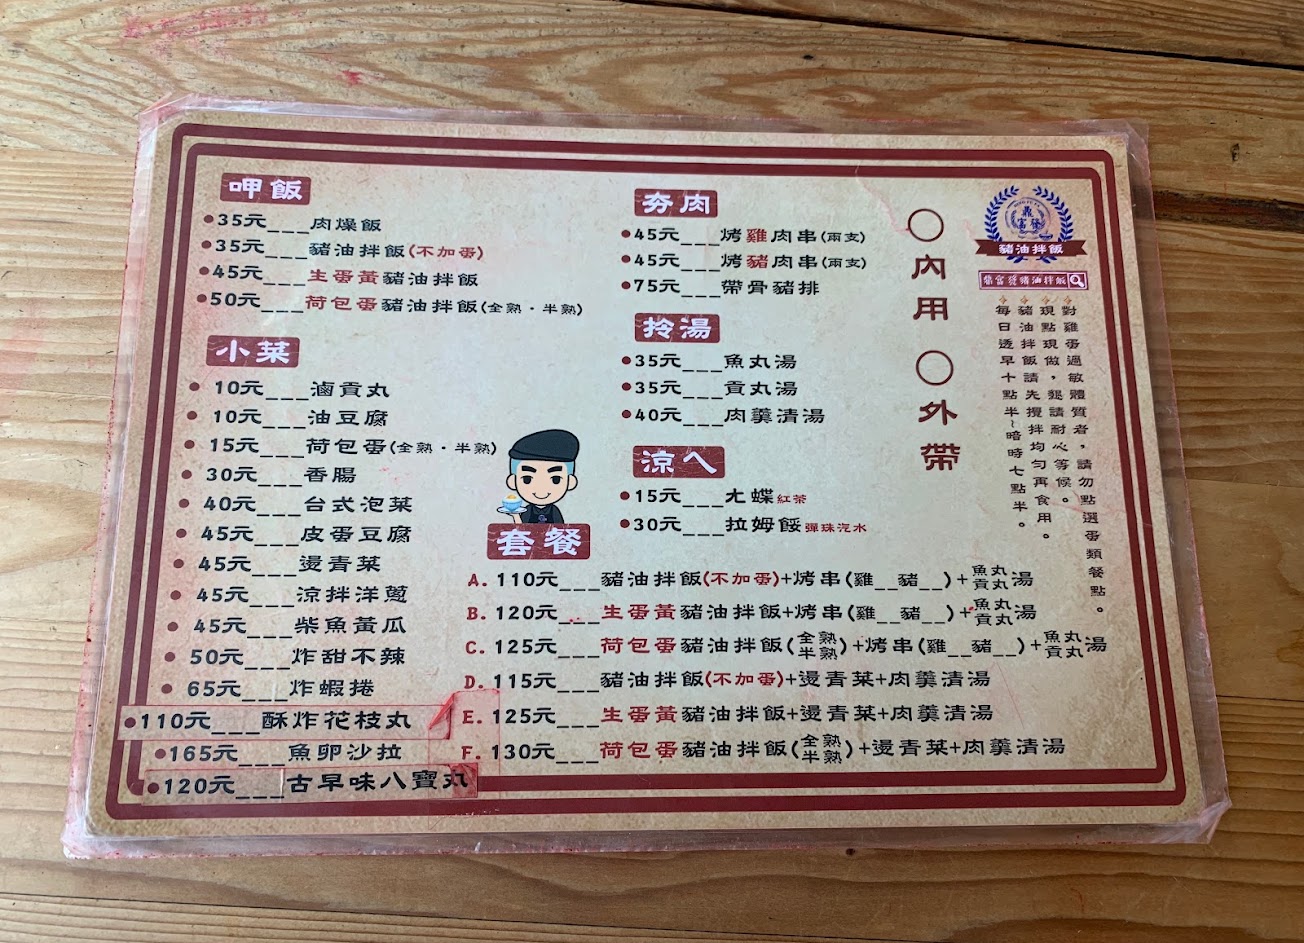 呷飯
35元___肉燥飯
35元___豬油拌飯(不加蛋)
45元___生蛋黃豬油拌飯
50元___荷包蛋豬油拌飯(全熟・半熟)
小菜
10元___滷貢丸
10元___油豆腐
15元___荷包蛋(全熟・半熟)
30元___香腸
40元___台式泡菜
45元___皮蛋豆腐
45元___燙青菜
45元___涼拌洋蔥
45元___柴魚黃瓜
50元___炸甜不辣
65元___炸蝦捲
110元___酥炸花枝丸
165元___魚卵沙拉
120元___古早味八寶丸
夯肉
45元___烤雞肉串(兩支)
45元___烤豬肉串(兩支)
75元___帶骨豬排
拎湯
35元___魚丸湯
35元___貢丸湯
40元___肉羹清湯
涼ㄟ
15元___尢蝶紅茶
30元___拉姆餒彈珠汽水
套餐
A.110元___豬油拌飯(不加蛋)+烤串(雞__豬__)+魚丸貢丸湯
B.120元___生蛋黃豬油拌飯+烤串(雞__豬__)+魚丸貢丸湯
C.125元___荷包蛋豬油拌飯(全熟半熟)+烤串(雞__豬__)+魚丸貢丸湯
D.115元___豬油拌飯(不加蛋)+燙青菜+肉羹清湯
E.125元___生蛋黃豬油拌飯+燙青菜+肉羹清湯
F.130元___荷包蛋豬油拌飯(全熟半熟)+燙青菜+肉羹清湯
○內用
○外帶
鼎富發
豬油拌飯
鼎富發豬油拌飯
對雞蛋過敏體質者，請勿點選蛋類餐點。
現點現做，懇請耐心等候。
豬油拌飯請先攪拌均勻再食用。
每日透早十點半~暗時七點半。